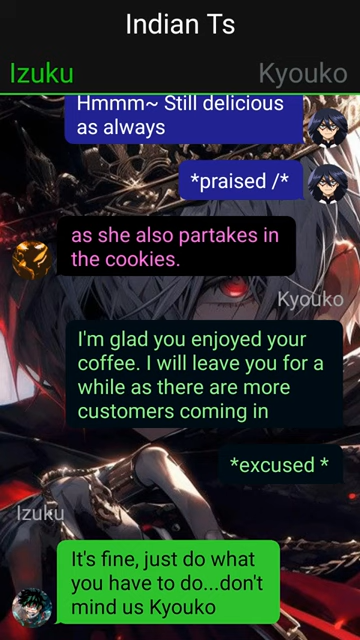 Indian Ts
Izuku Kyouko
Hmmm~ Still delicious
as always
*praised /*
as she also partakes in
the cookies.
Kyouko
I'm glad you enjoyed your
coffee. I will leave you for a
while as there are more
customers coming in
*excused *
Izuku
It's fine, just do what
you have to do...don't
mind us Kyouko